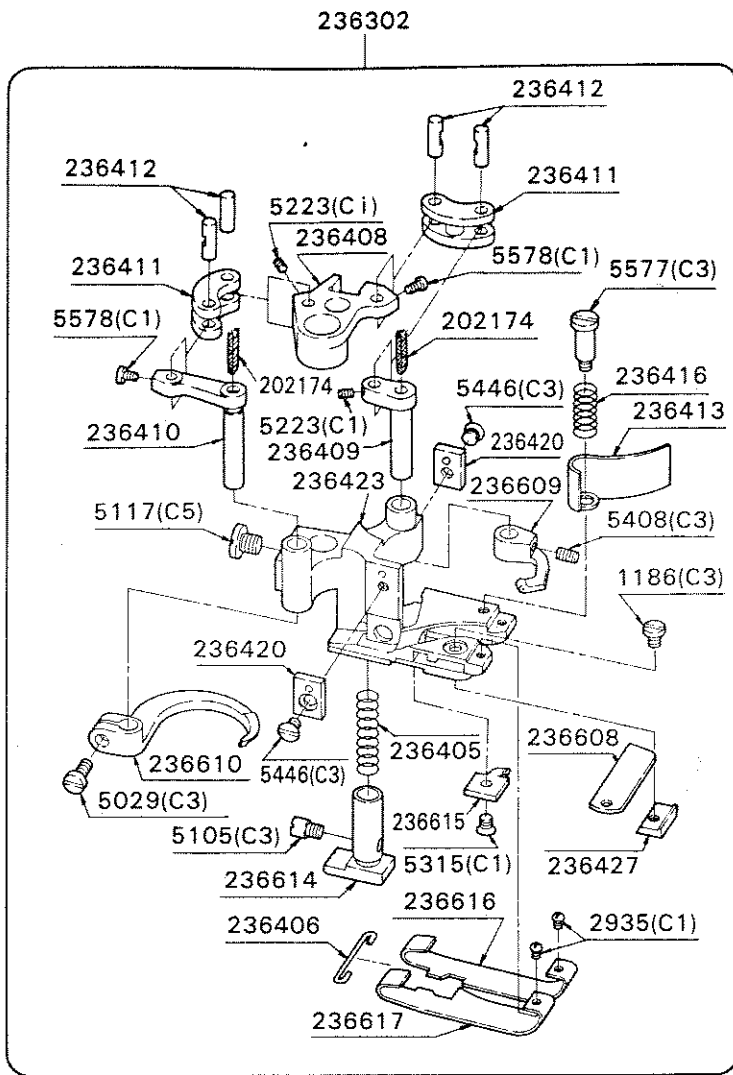 236302
236412
236412
236411
5223(Ci)
236408
236411
5578(C1)
5577(C3)
5578(C1)
202174
202174
5446(C3)
236416
236410
5223(C1)
236409
236420
236413
236423
236609
5117(C5)
5408(C3)
1186(C3)
236420
236405
236608
236610
5446(C3)
5029(C3)
236615
5105(C3)
5315(C1)
236427
236614
236616
236406
2935(C1)
236617